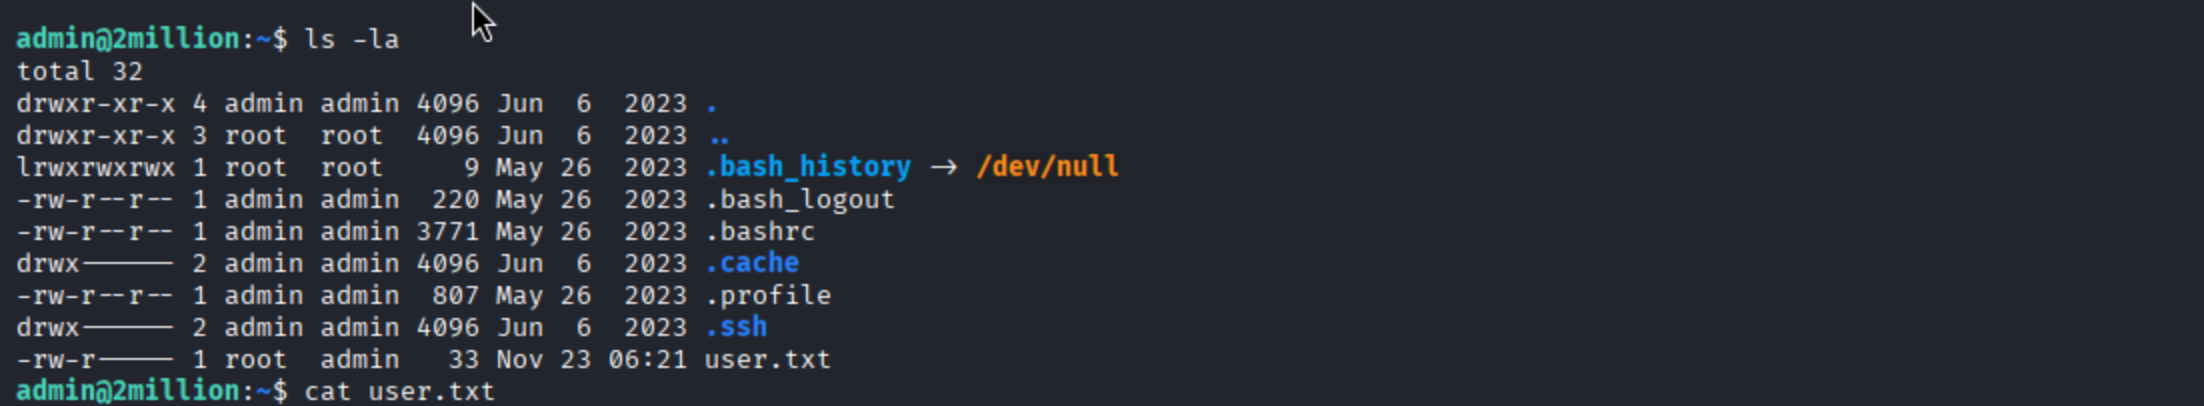 admin@2million:~$ ls -la
total 32
drwxr-xr-x 4 admin admin 4096 Jun  6  2023 .
drwxr-xr-x 3 root  root  4096 Jun  6  2023 ..
lrwxrwxrwx 1 root  root     9 May 26  2023 .bash_history → /dev/null
-rw-r--r-- 1 admin admin  220 May 26  2023 .bash_logout
-rw-r--r-- 1 admin admin 3771 May 26  2023 .bashrc
drwx------ 2 admin admin 4096 Jun  6  2023 .cache
-rw-r--r-- 1 admin admin  807 May 26  2023 .profile
drwx------ 2 admin admin 4096 Jun  6  2023 .ssh
-rw-r----- 1 root  admin   33 Nov 23 06:21 user.txt
admin@2million:~$ cat user.txt